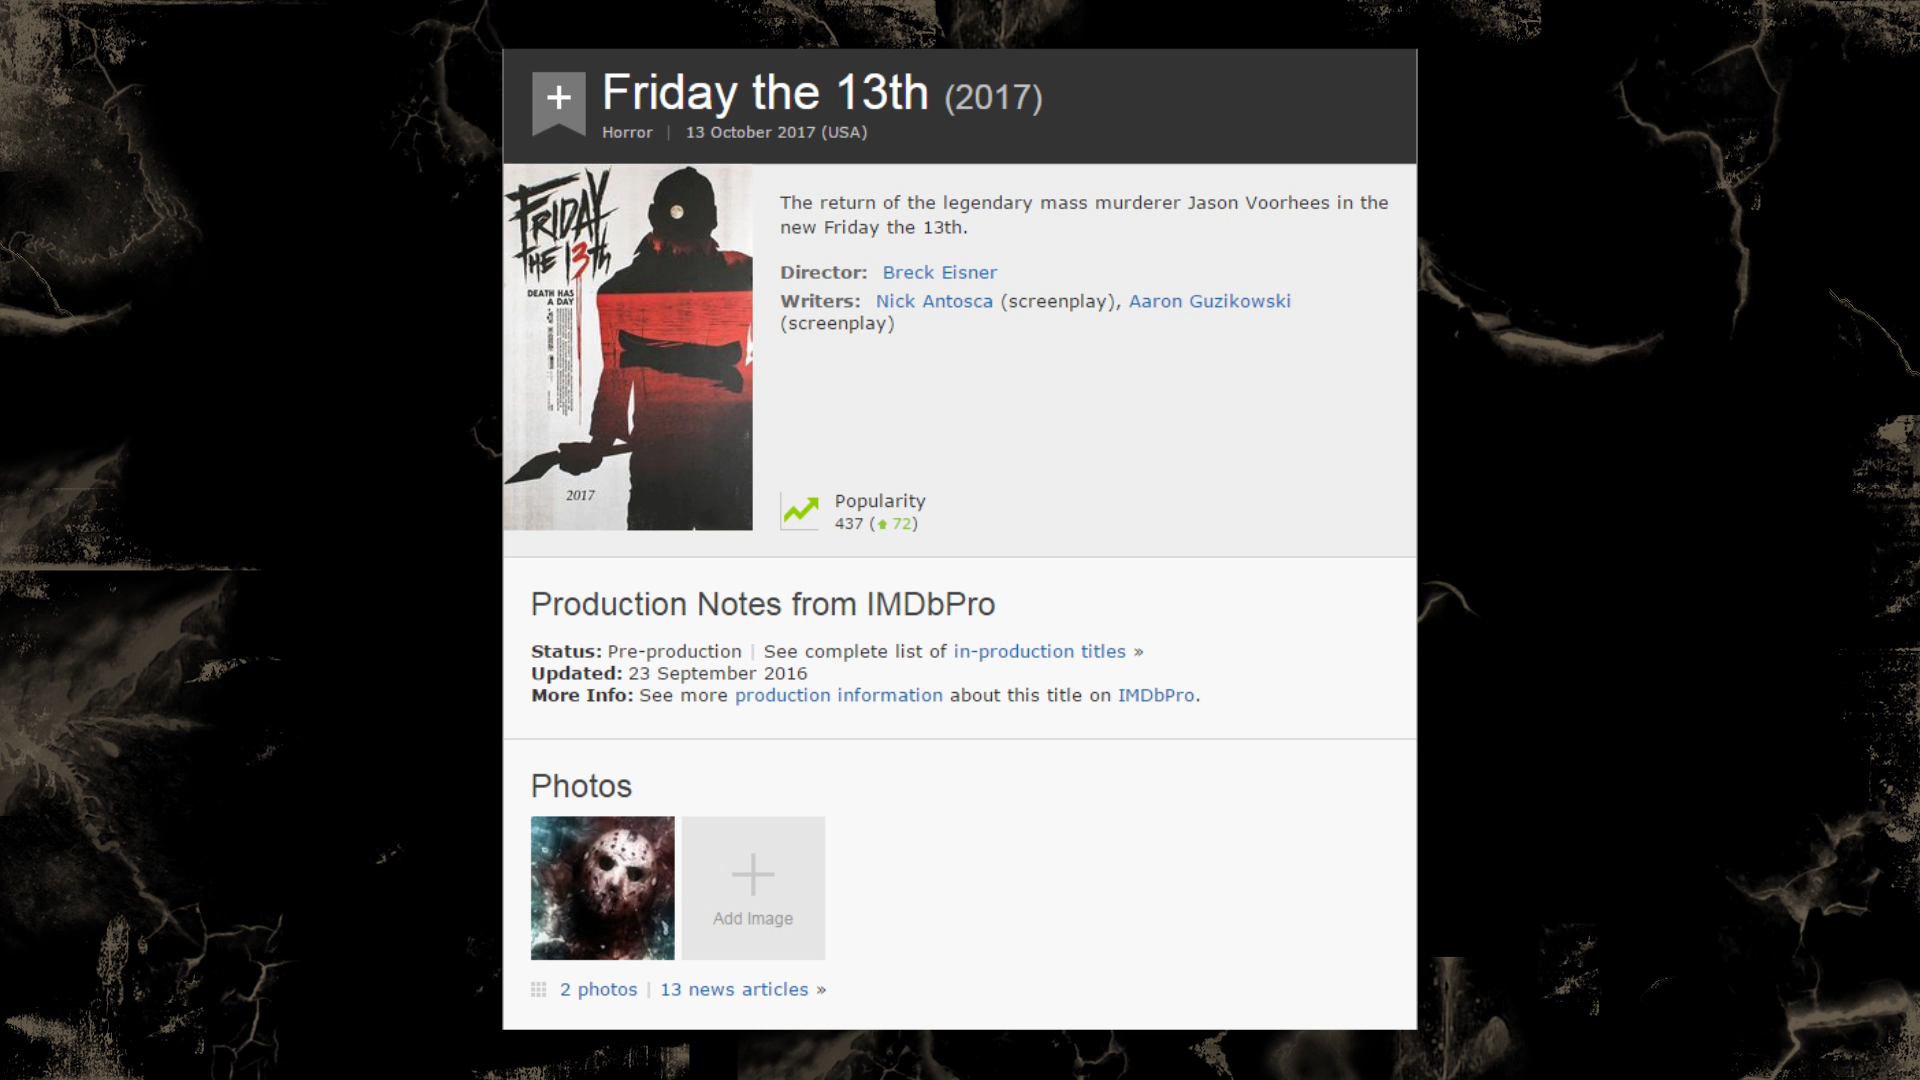 + Friday the 13th (2017)
Horror | 13 October 2017 (USA)
FRIDAY
THE 13th
DEATH HAS
A DAY
2017
The return of the legendary mass murderer Jason Voorhees in the
new Friday the 13th.
Director: Breck Eisner
Writers: Nick Antosca (screenplay), Aaron Guzikowski
(screenplay)
Popularity
437 (72)
Production Notes from IMDbPro
Status: Pre-production | See complete list of in-production titles »
Updated: 23 September 2016
More Info: See more production information about this title on IMDbPro.
Photos
Add Image
2 photos | 13 news articles »